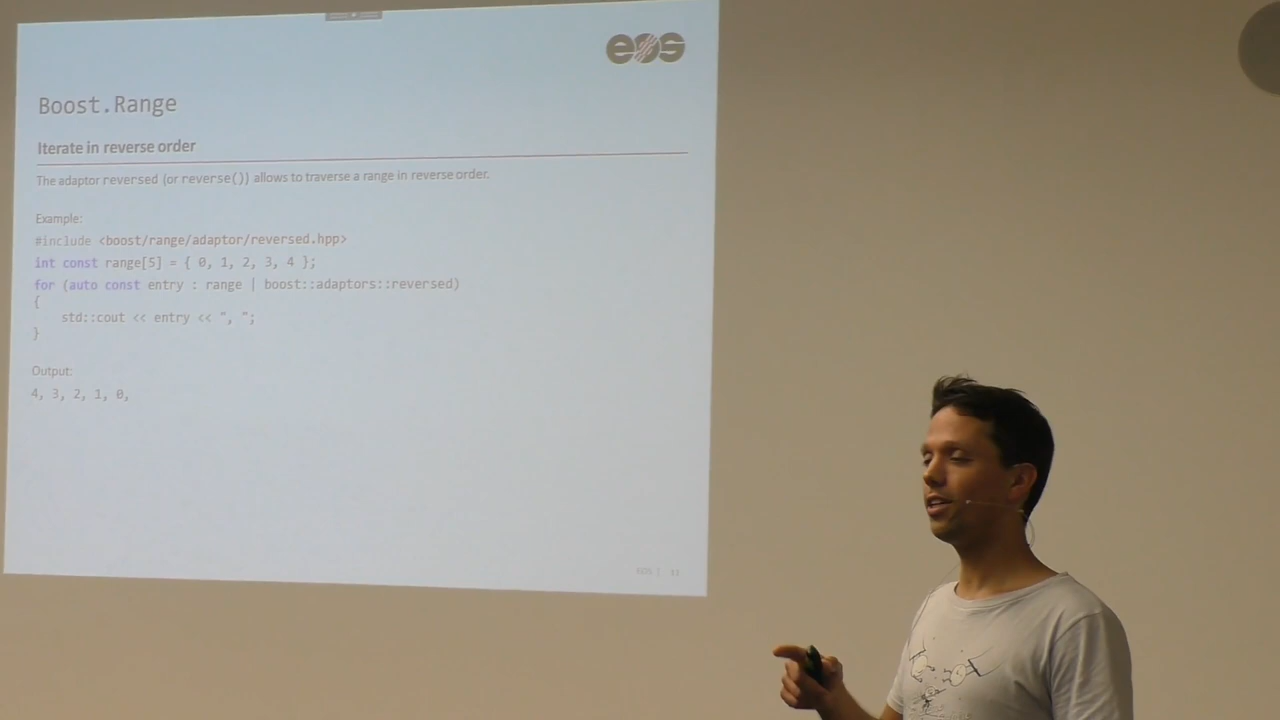 eos
Boost.Range
Iterate in reverse order
The adaptor reversed (or reverse()) allows to traverse a range in reverse order.
Example:
#include <boost/range/adaptor/reversed.hpp>
int const range[5] = { 0, 1, 2, 3, 4 };
for (auto const entry : range | boost::adaptors::reversed)
{
std::cout << entry << ", ";
}
Output:
4, 3, 2, 1, 0,
EOS |